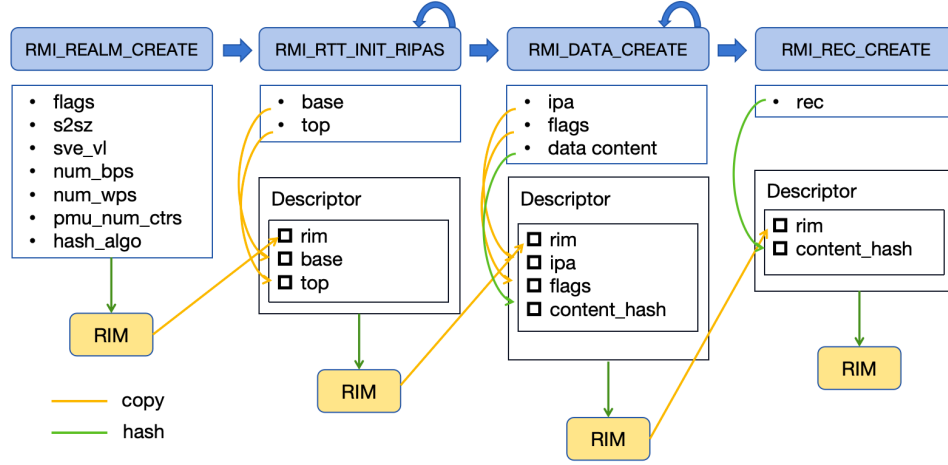 RMI_REALM_CREATE
RMI_RTT_INIT_RIPAS
RMI_DATA_CREATE
RMI_REC_CREATE
• flags
• s2sz
• sve_vl
• num_bps
• num_wps
• pmu_num_ctrs
• hash_algo
RIM
• base
• top
Descriptor
rim
base
top
RIM
• ipa
• flags
• data content
Descriptor
rim
ipa
flags
content_hash
RIM
• rec
Descriptor
rim
content_hash
RIM
copy
hash